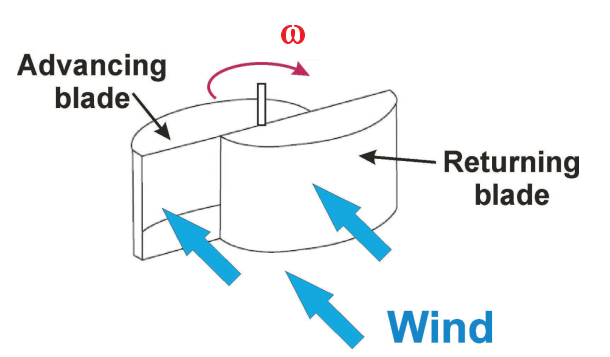 ω
Advancing
blade
Returning
blade
Wind